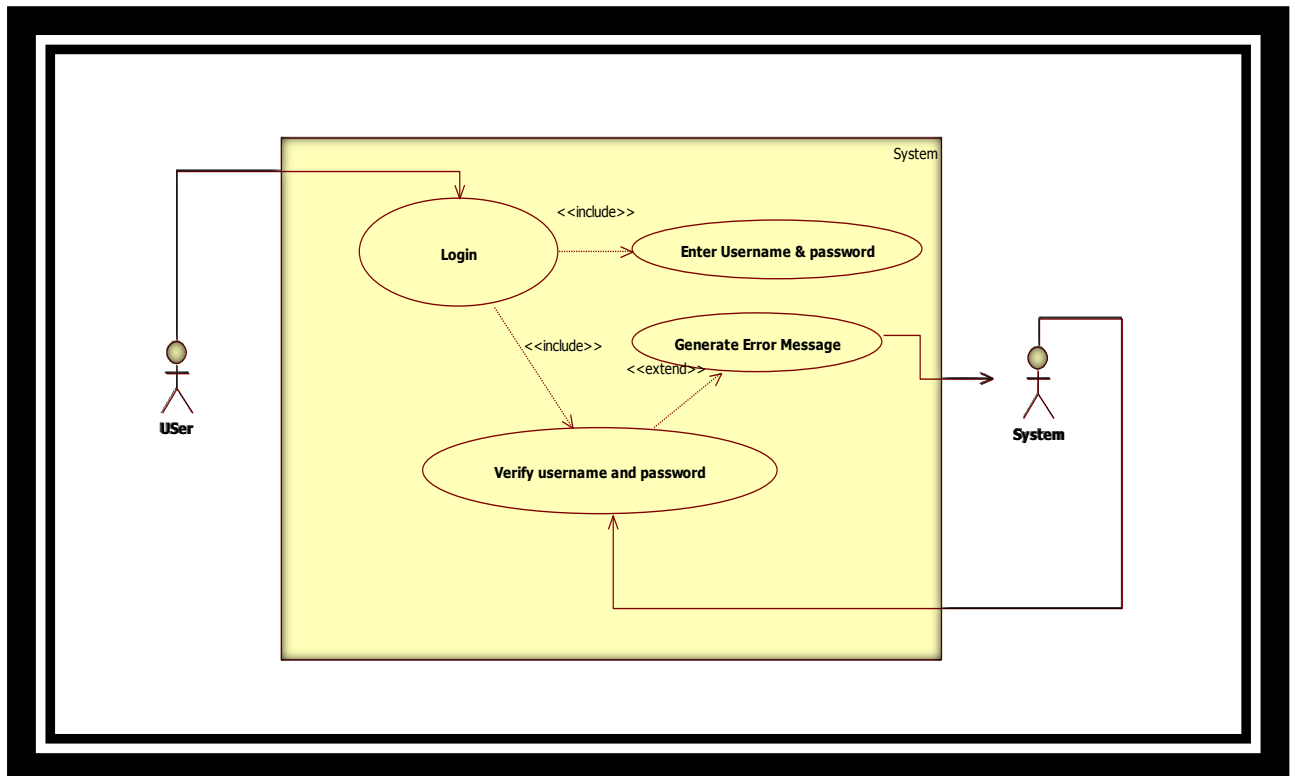 System
<<include>>
Login
Enter Username & password
<<include>>
Generate Error Message
<<extend>>
USer
System
Verify username and password